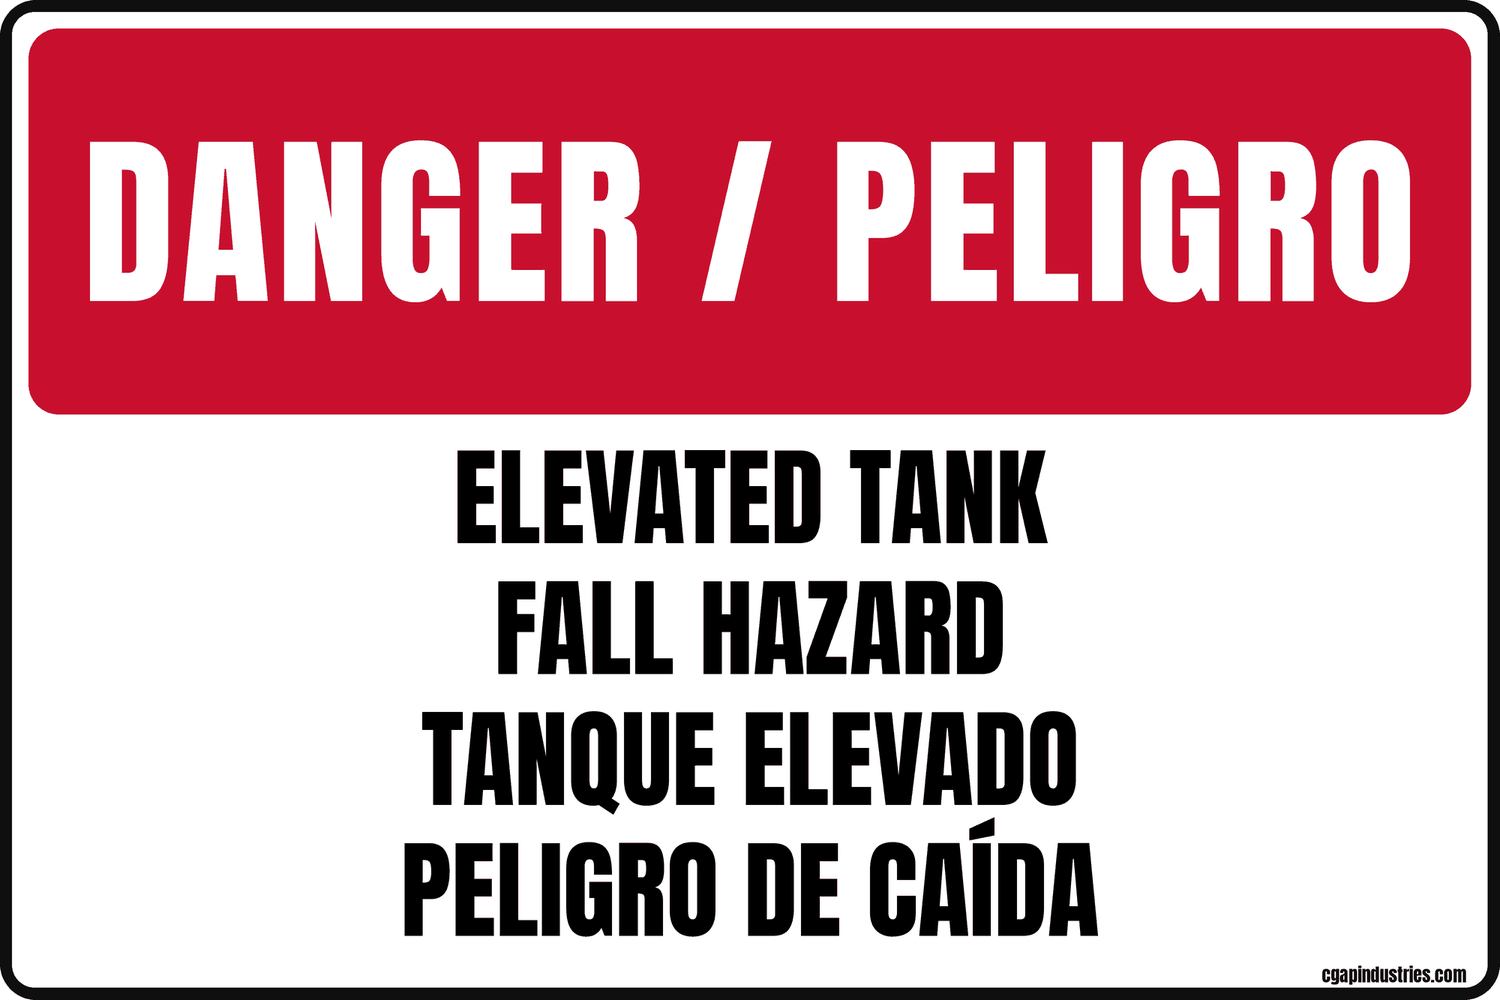 DANGER / PELIGRO
ELEVATED TANK
FALL HAZARD
TANQUE ELEVADO
PELIGRO DE CAÍDA
cgapindustries.com